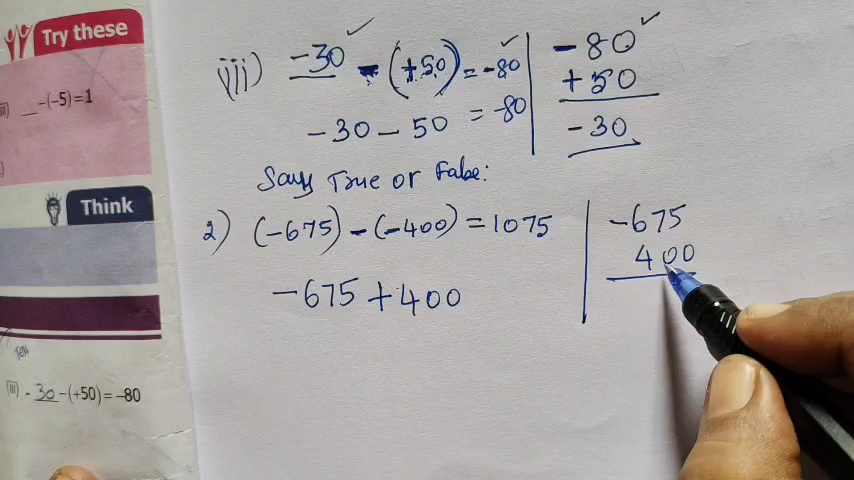 Try these
iii) __-(-5)=1
Think
(iii) - 30 -(+50)=-80
iii) -30 - (+50) = -80
-30 - 50 = -80
-80
+50
-30
Say True or False:
2) (-675) - (-400) = 1075
-675 + 400
-675
400